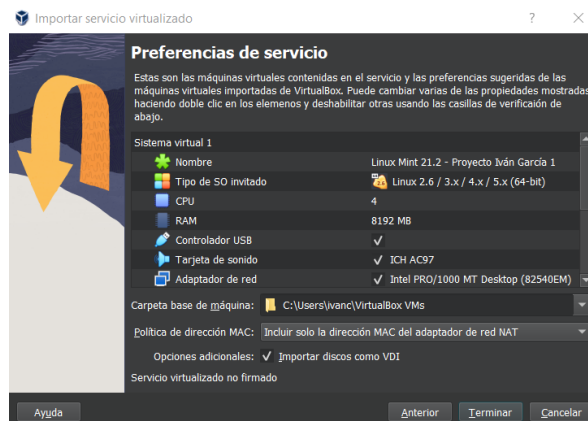 Importar servicio virtualizado
Preferencias de servicio
Estas son las máquinas virtuales contenidas en el servicio y las preferencias sugeridas de las
máquinas virtuales importadas de VirtualBox. Puede cambiar varias de las propiedades mostradas
haciendo doble clic en los elemenos y deshabilitar otras usando las casillas de verificaión de
abajo.
Sistema virtual 1
Nombre Linux Mint 21.2 - Proyecto Iván García 1
Tipo de SO invitado Linux 2.6 / 3.x / 4.x / 5.x (64-bit)
CPU 4
RAM 8192 MB
Controlador USB
Tarjeta de sonido ICH AC97
Adaptador de red Intel PRO/1000 MT Desktop (82540EM)
Carpeta base de máquina: C:\Users\ivanc\VirtualBox VMs
Política de dirección MAC: Incluir solo la dirección MAC del adaptador de red NAT
Opciones adicionales: Importar discos como VDI
Servicio virtualizado no firmado
Ayuda Anterior Terminar Cancelar